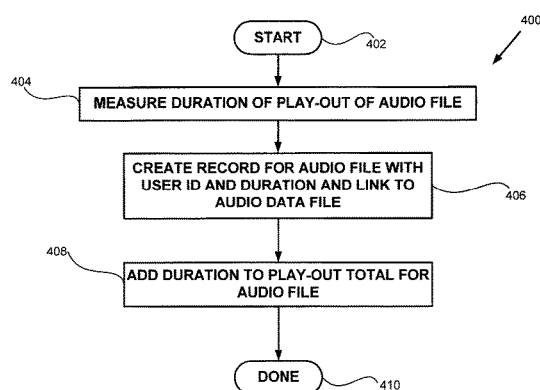 400
START
402
404
MEASURE DURATION OF PLAY-OUT OF AUDIO FILE
CREATE RECORD FOR AUDIO FILE WITH
USER ID AND DURATION AND LINK TO
AUDIO DATA FILE
406
408
ADD DURATION TO PLAY-OUT TOTAL FOR
AUDIO FILE
DONE
410